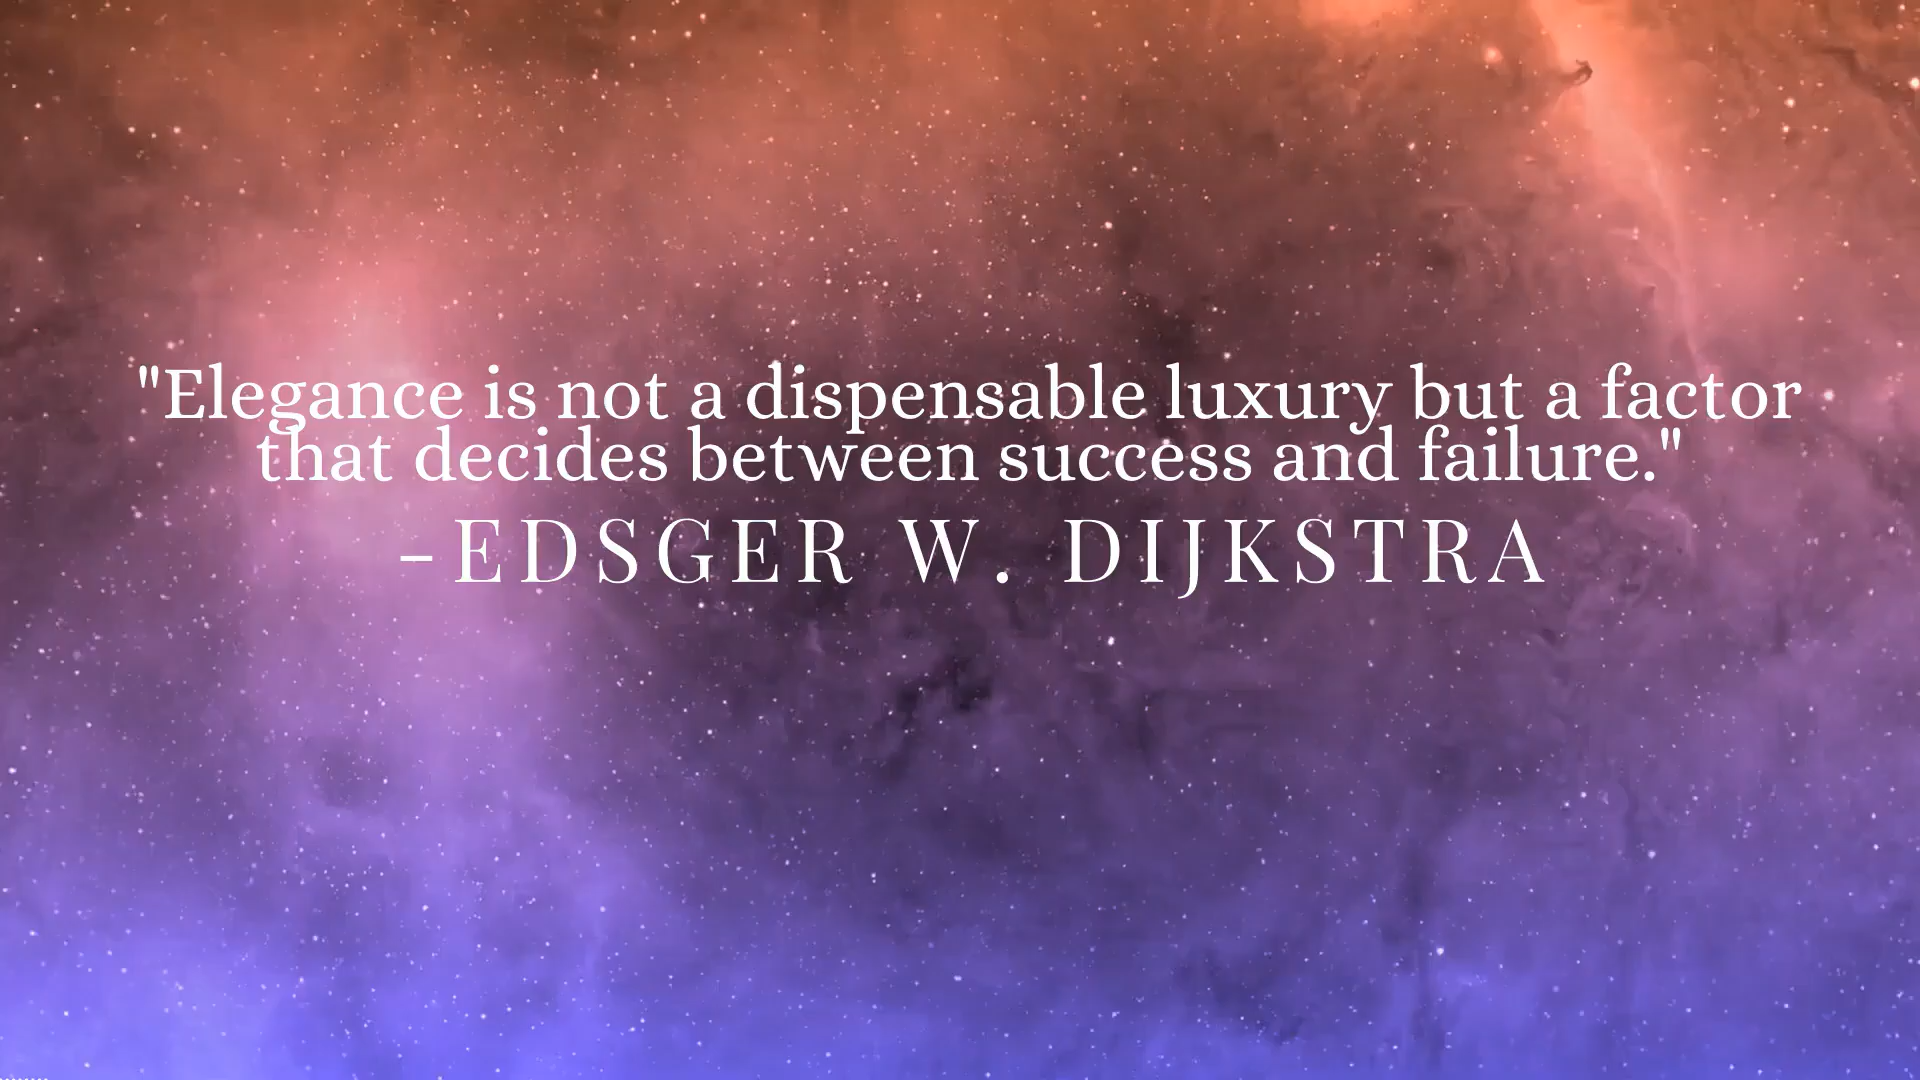 "Elegance is not a dispensable luxury but a factor
that decides between success and failure."
-EDSGER W. DIJKSTRA